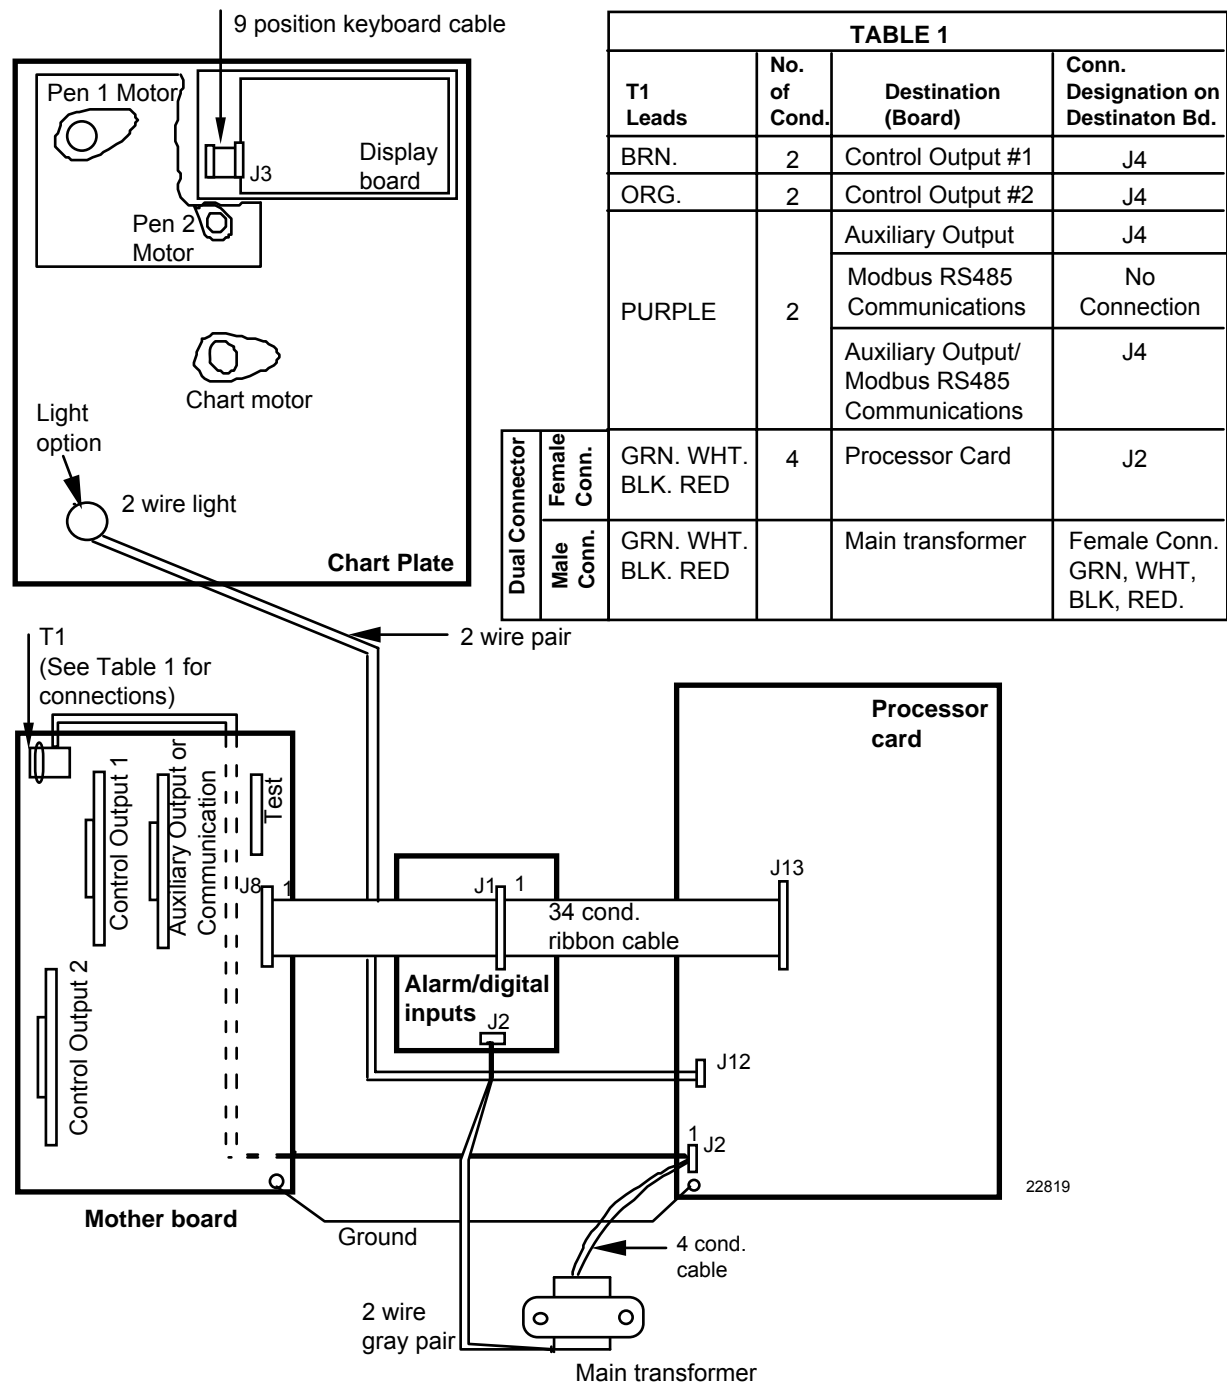 9 position keyboard cable
Pen 1 Motor
J3
Display
board
Pen 2
Motor
Chart motor
Light
option
2 wire light
Chart Plate
TABLE 1
T1
Leads
No.
of
Cond.
Destination
(Board)
Conn.
Designation on
Destinaton Bd.
BRN.
2
Control Output #1
J4
ORG.
2
Control Output #2
J4
PURPLE
2
Auxiliary Output
J4
Modbus RS485
Communications
No
Connection
Auxiliary Output/
Modbus RS485
Communications
J4
Dual Connector
Female
Conn.
GRN. WHT.
BLK. RED
4
Processor Card
J2
Male
Conn.
GRN. WHT.
BLK. RED
Main transformer
Female Conn.
GRN, WHT,
BLK, RED.
2 wire pair
T1
(See Table 1 for
connections)
Control Output 1
Auxiliary Output or
Communication
Test
Control Output 2
J8
1
J1
1
34 cond.
ribbon cable
J13
Processor
card
Alarm/digital
inputs
J2
J12
1
J2
22819
Mother board
Ground
4 cond.
cable
2 wire
gray pair
Main transformer